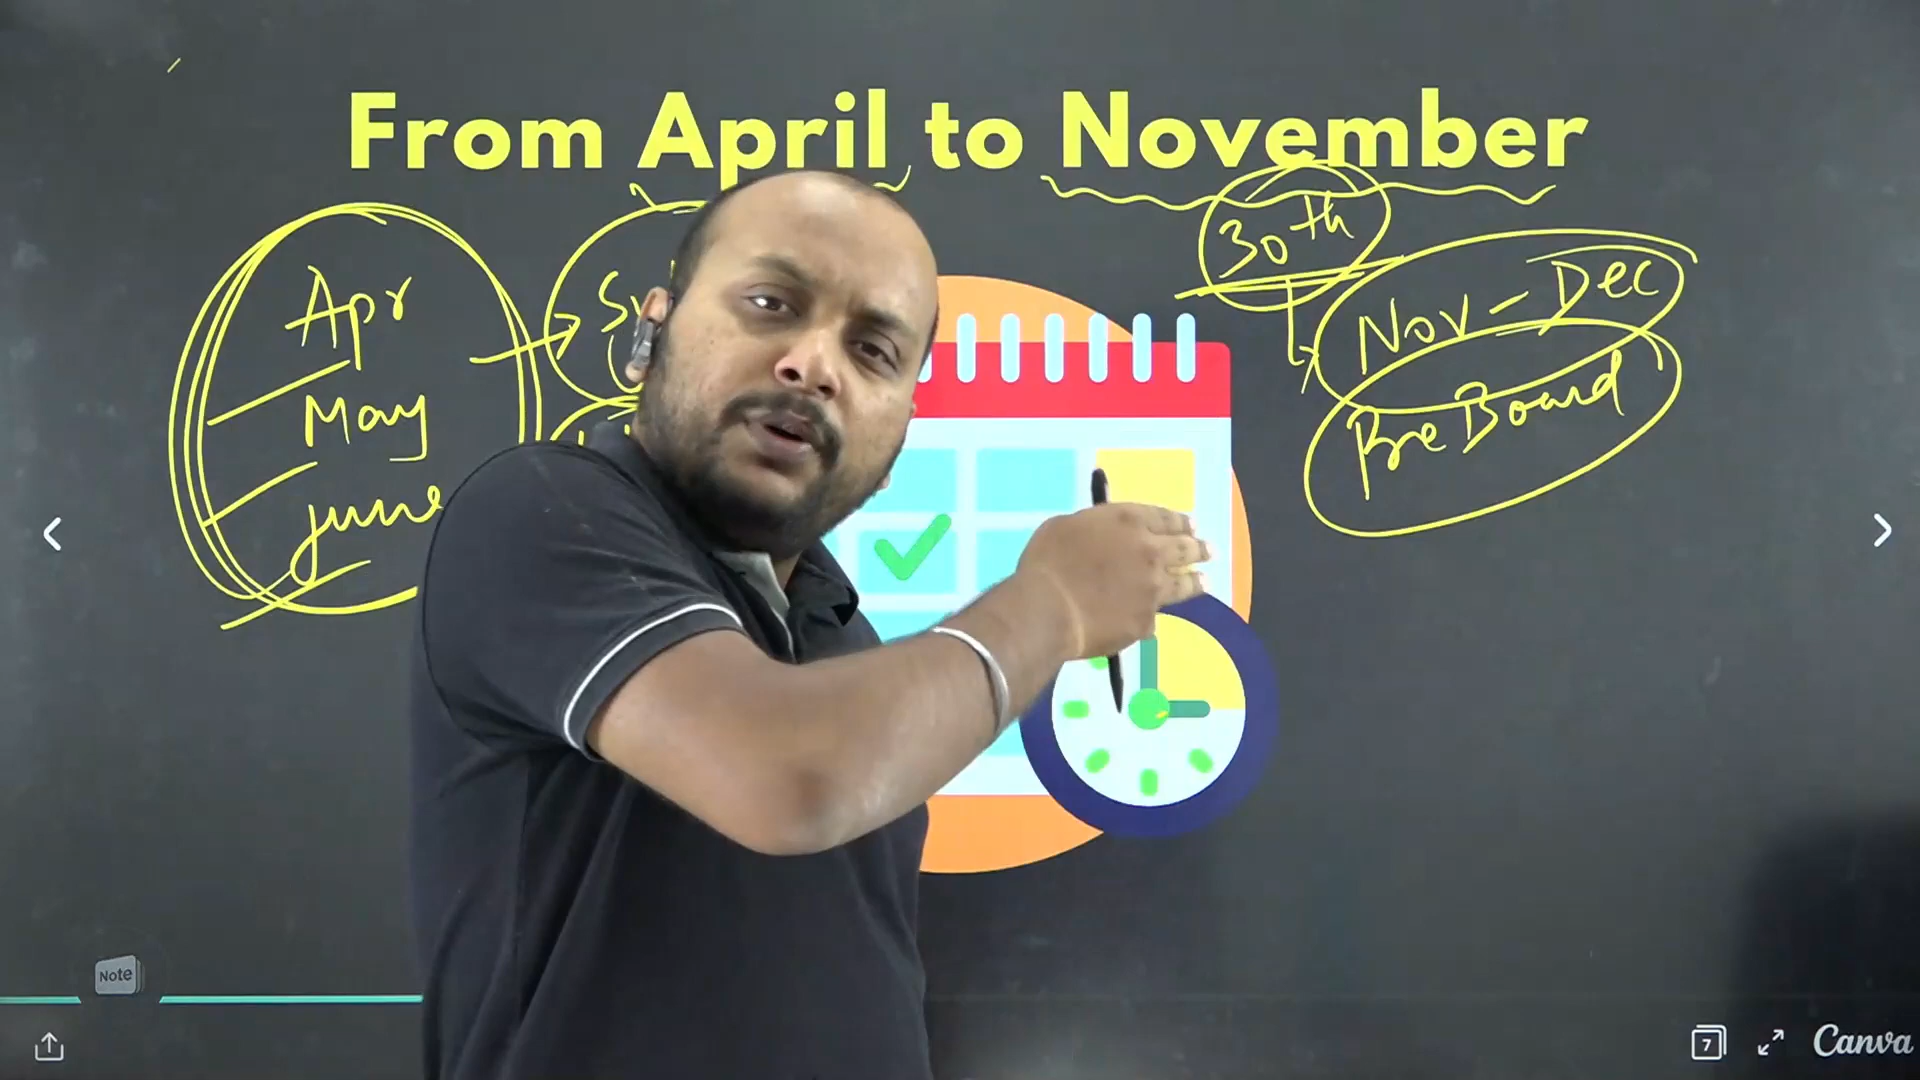 From April to November
30th
Apr
Nov - Dec
May
Pre Board
june
Note
7
Canva